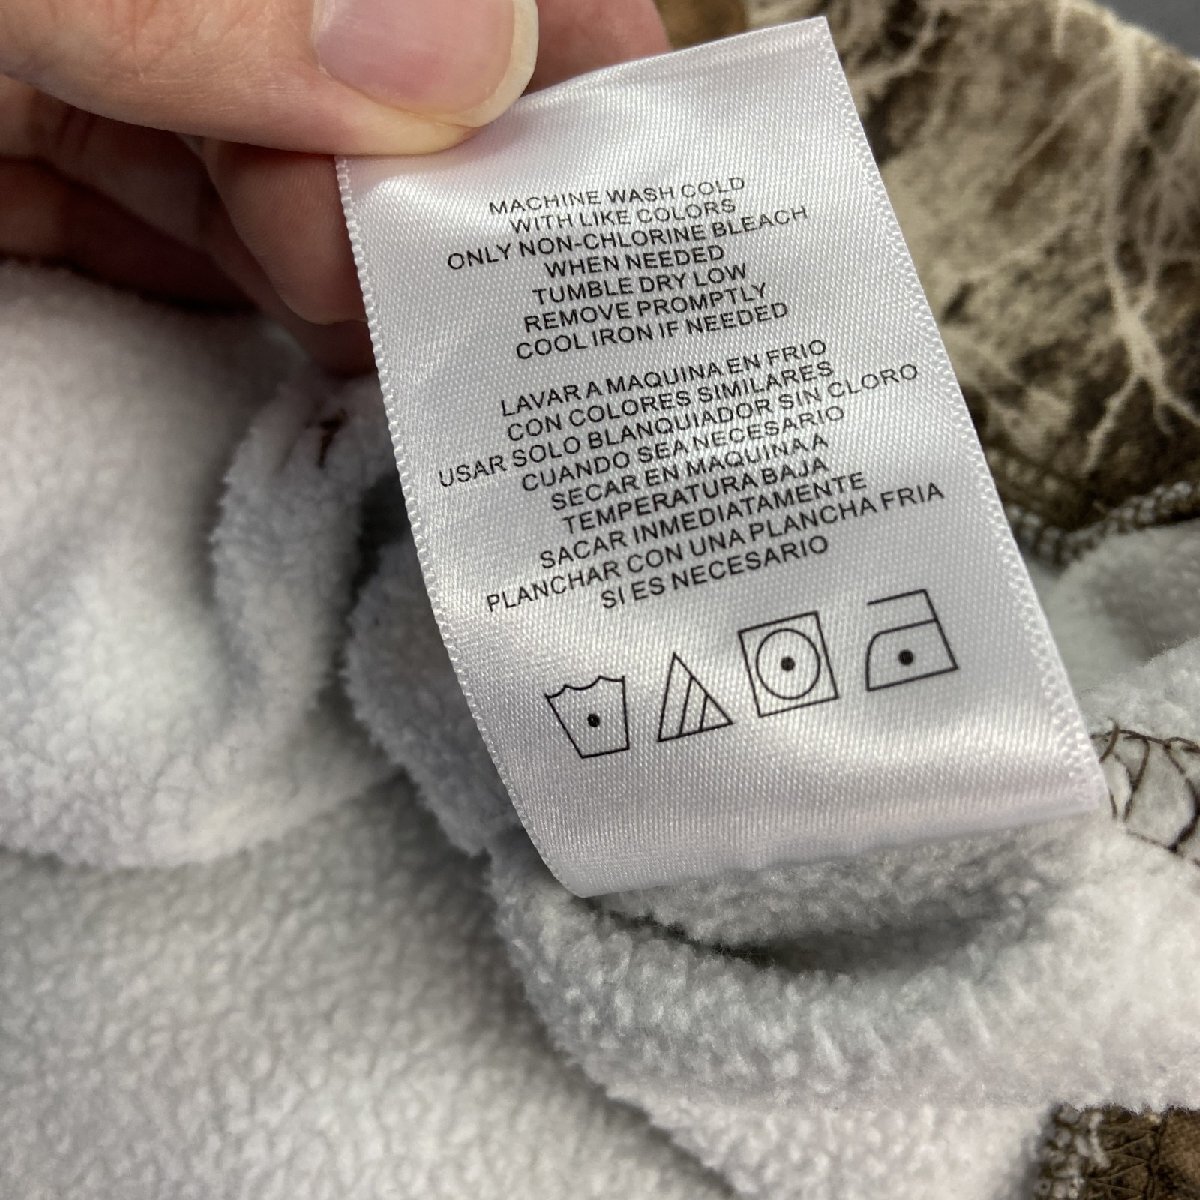 MACHINE WASH COLD
WITH LIKE COLORS
ONLY NON-CHLORINE BLEACH
WHEN NEEDED
TUMBLE DRY LOW
REMOVE PROMPTLY
COOL IRON IF NEEDED
LAVAR A MAQUINA EN FRIO
CON COLORES SIMILARES
USAR SOLO BLANQUIADOR SIN CLORO
CUANDO SEA NECESARIO
SECAR EN MAQUINA A
TEMPERATURA BAJA
SACAR INMEDIATAMENTE
PLANCHAR CON UNA PLANCHA FRIA
SI ES NECESARIO